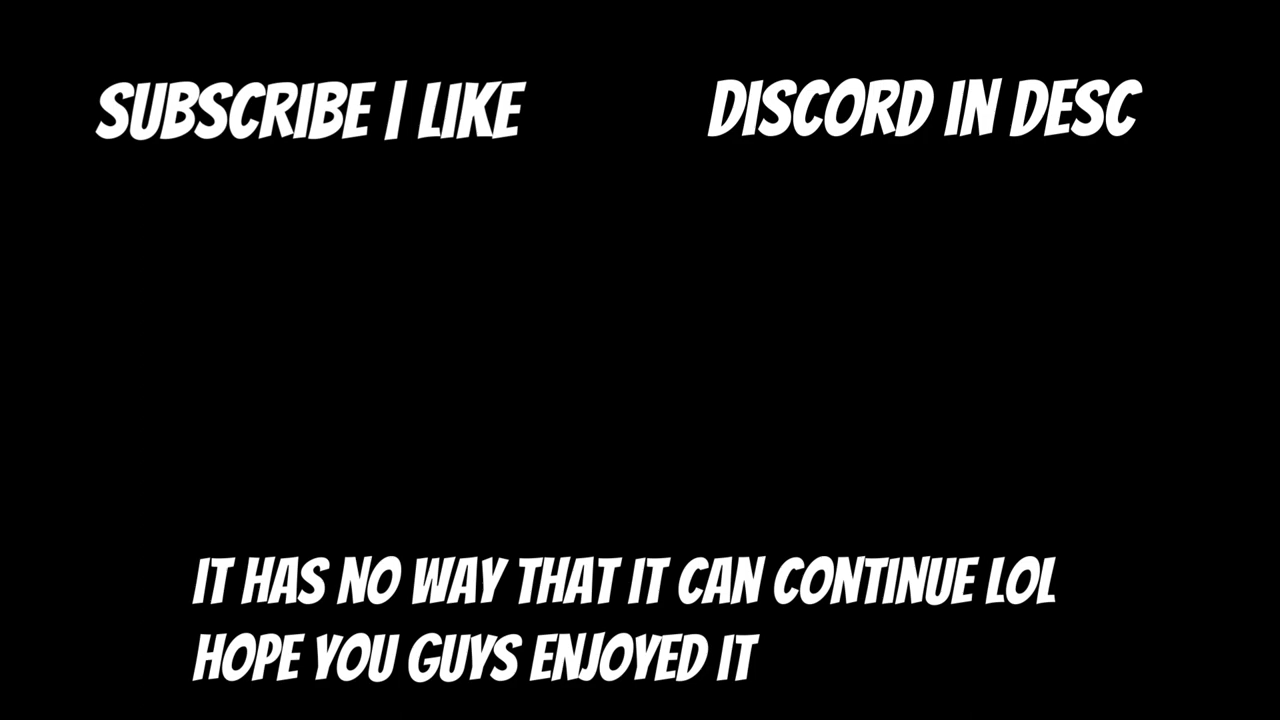 SUBSCRIBE | LIKE
DISCORD IN DESC
IT HAS NO WAY THAT IT CAN CONTINUE LOL
HOPE YOU GUYS ENJOYED IT